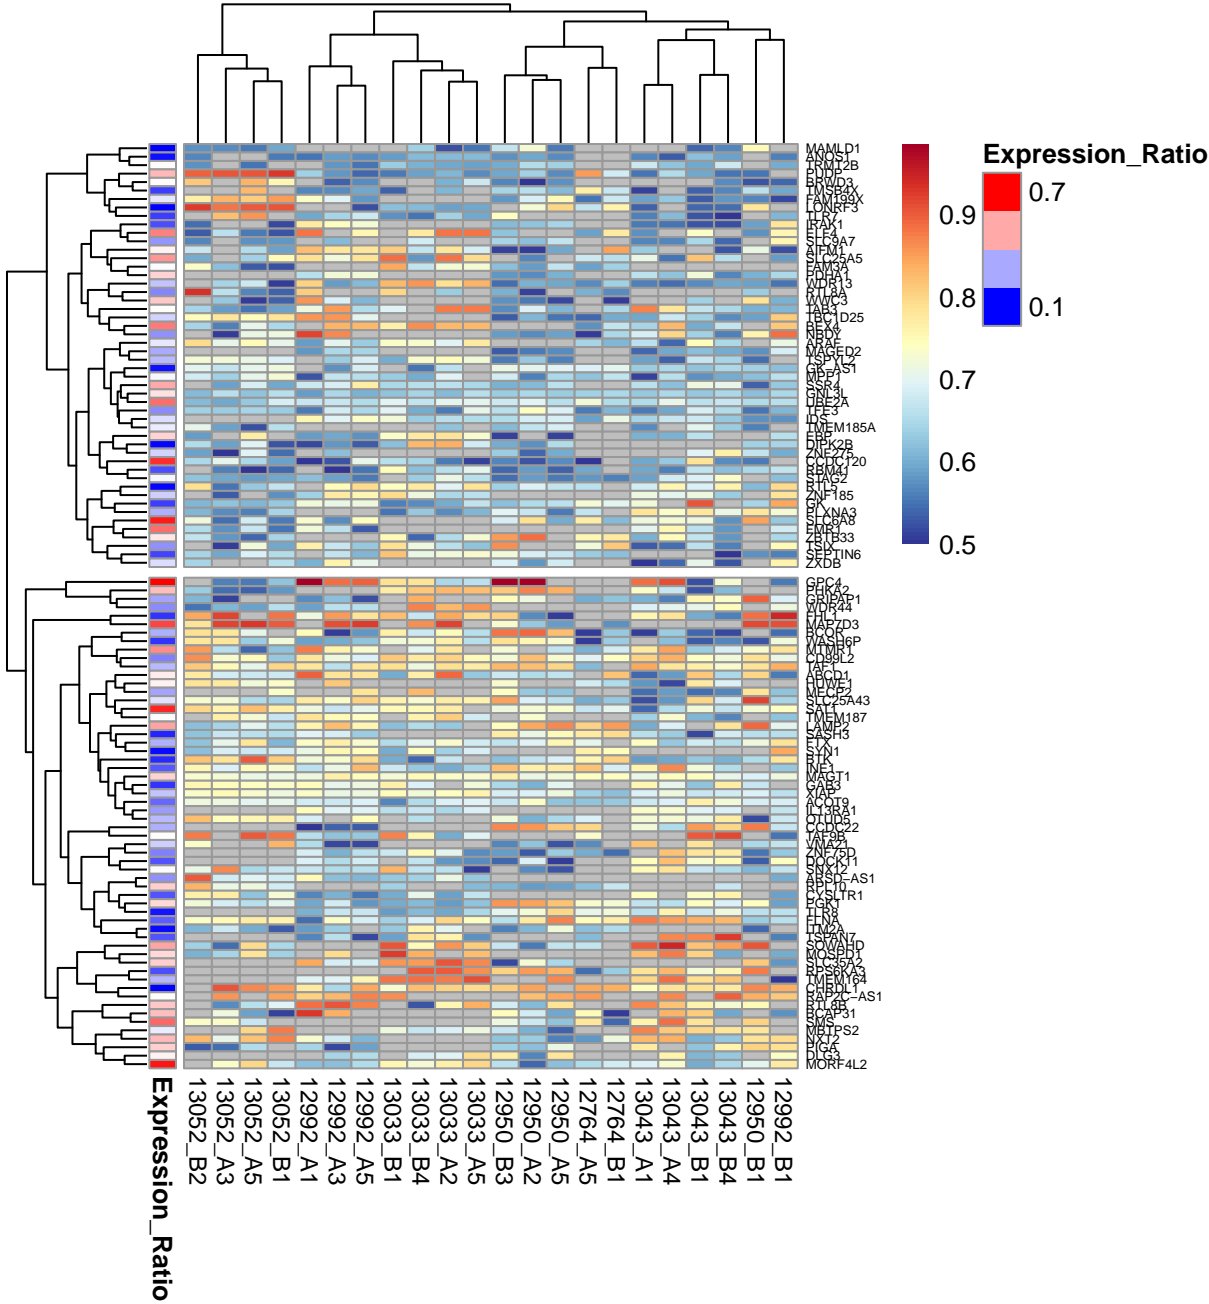 Expression_Ratio
0.7
0.1
0.9
0.8
0.7
0.6
0.5
MAMLD1
ANOS1
TRMT2B
PUDP
BRWD3
TMSB4X
FAM199X
LONRF3
TLR7
IRAK1
ELF4
SLC9A7
AIFM1
SLC25A5
FAM3A
PDHA1
WDR13
RTL8A
WWC3
TAB3
TBC1D25
BEX4
NBDY
ARAF
MAGED2
TSPYL2
GK−AS1
MPP1
SSR4
GNL3L
UBE2A
TFE3
IDS
TMEM185A
EBP
DIPK2B
ZNF275
CCDC120
RBM41
STAG2
RTL5
ZNF185
GK
PLXNA3
SLC6A8
EMR1
ZBTB33
TSIX
SEPTIN6
ZXDB
GPC4
PHKA2
GRIPAP1
WDR44
FHL1
MAP7D3
BCOR
WASH6P
MTMR1
CD99L2
TAF1
ABCD1
HUWE1
MECP2
SLC25A43
SAT1
TMEM187
LAMP2
SASH3
FTX
SYN1
BTK
INE1
MAGT1
GAB3
XIAP
ACOT9
IL13RA1
OTUD5
CCDC22
TAF9B
VMA21
ZNF75D
DOCK11
SNX12
ARSD−AS1
RPL10
CYSLTR1
PGK1
TLR8
FLNA
ITM2A
TSPAN7
SOWAHD
MOSPD1
SLC35A2
RPS6KA3
TMEM164
CHRDL1
RAP2C−AS1
RTL8B
BCAP31
SMS
MBTPS2
NXT2
PIGA
DLG3
MORF4L2
Expression_Ratio
13052_B2
13052_A3
13052_A5
13052_B1
12992_A1
12992_A3
12992_A5
13033_B1
13033_B4
13033_A2
13033_A5
12950_B3
12950_A2
12950_A5
12764_A5
12764_B1
13043_A1
13043_A4
13043_B1
13043_B4
12950_B1
12992_B1